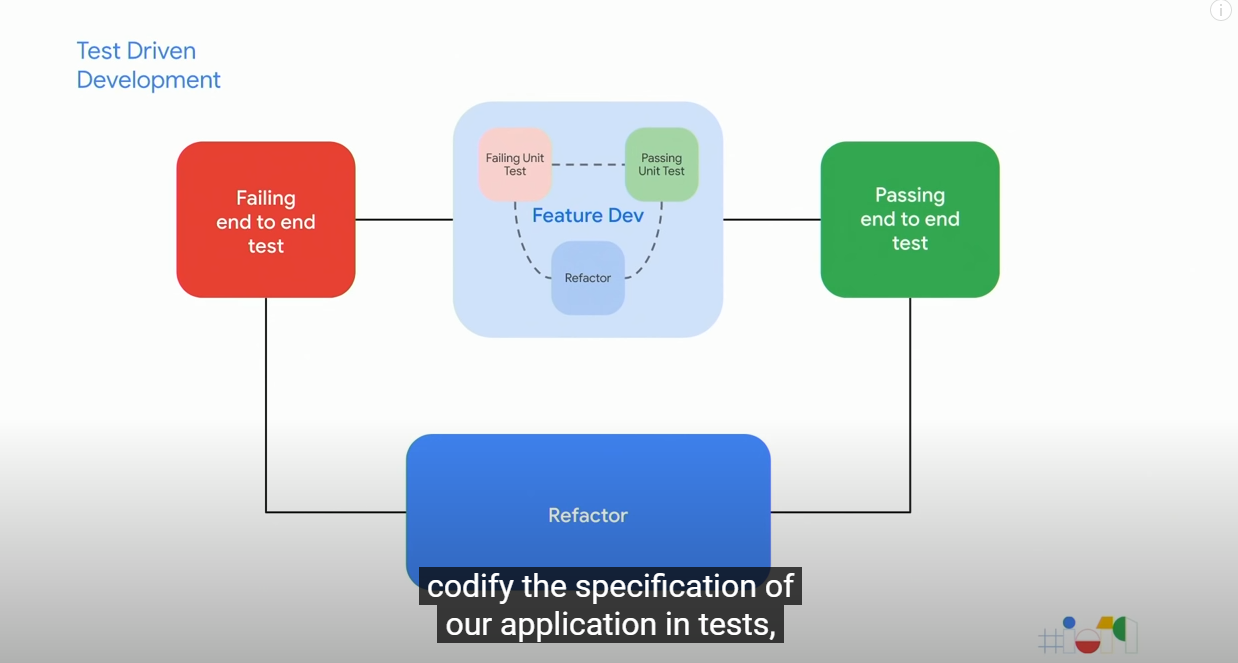 Test Driven
Development
Failing
end to end
test
Failing Unit
Test
Passing
Unit Test
Feature Dev
Refactor
Passing
end to end
test
Refactor
codify the specification of
our application in tests,
#io19